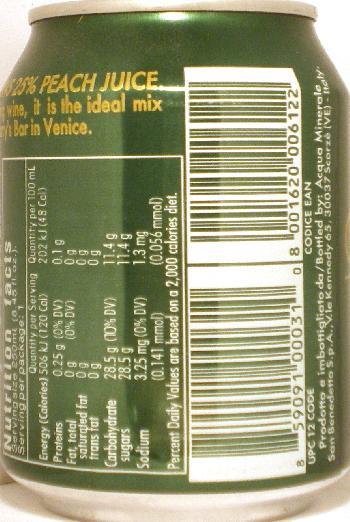 25% PEACH JUICE.
wine, it is the ideal mix
Bar in Venice.
Nutrition facts
Serving size 250ml
Serving per package
Quantity per Serving Quantity per 100 mL
Energy (Calories) 506 kJ (120 Cal) 202 kJ (48 Cal)
Proteins 0.25 g (0% DV) 0.1 g
Fat, total 0 g (0% DV) 0 g
saturated fat 0 g 0 g
trans fat 0 g 0 g
Carbohydrate 28.5 g (10% DV) 11.4 g
sugars 28.5 g 11.4 g
Sodium 3.25 mg (0% DV) 1.3 mg
(0.141 mmol) (0.056 mmol)
Percent Daily Values are based on a 2,000 calories diet.
8 59091 00031 0
8 001620 006122
UPC 12 CODE CODICE EAN
Prodotto e imbottigliato da/Bottled by: Acqua Minerale
San Benedetto S.p.A., V.le Kennedy 65, 30037 Scorzè (VE) - Italy